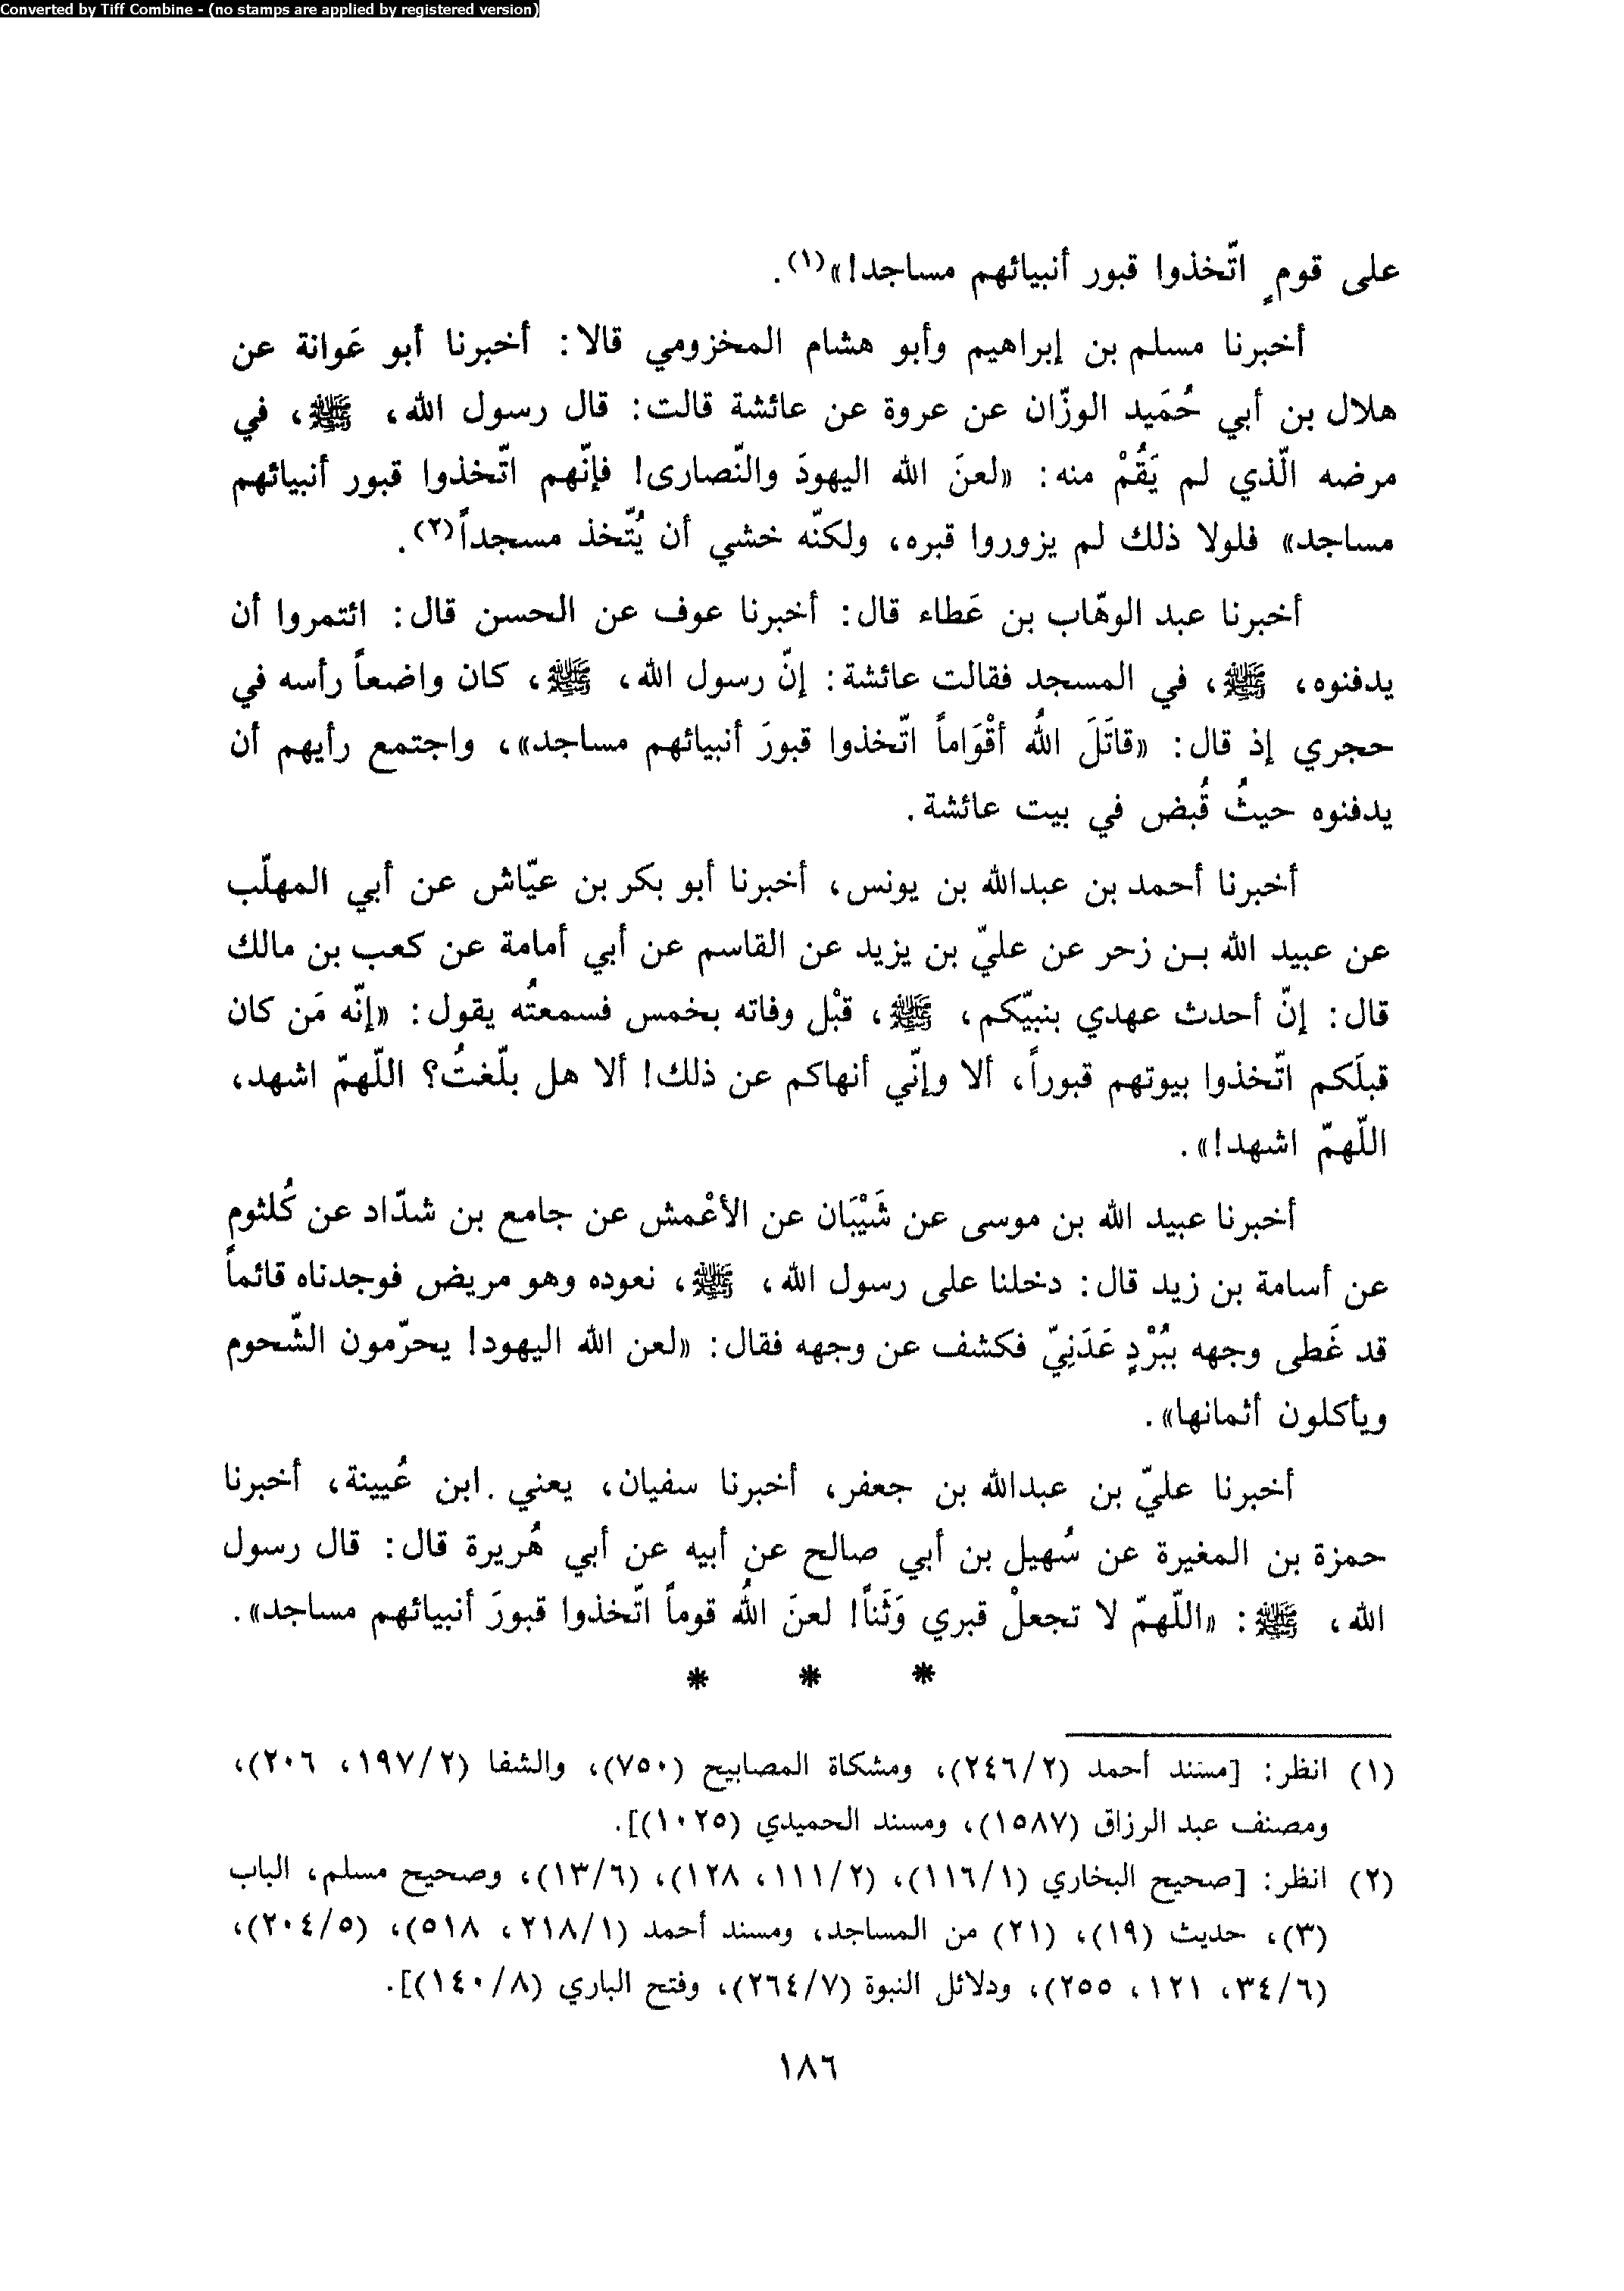 Converted by Tiff Combine - (no stamps are applied by registered version)
على قومٍ اتّخذوا قبور أنبيائهم مساجد!»(١).
أخبرنا مسلم بن إبراهيم وأبو هشام المخزومي قالا: أخبرنا أبو عَوانة عن
هلال بن أبي حُمَيد الوزّان عن عروة عن عائشة قالت: قال رسول الله، ﷺ، في
مرضه الّذي لم يَقُمْ منه: «لعنَ الله اليهودَ والنّصارى! فإنّهم اتّخذوا قبور أنبيائهم
مساجد» فلولا ذلك لم يزوروا قبره، ولكنّه خشي أن يُتّخذ مسجداً(٢).
أخبرنا عبد الوهّاب بن عَطاء قال: أخبرنا عوف عن الحسن قال: ائتمروا أن
يدفنوه، ﷺ، في المسجد فقالت عائشة: إنّ رسول الله، ﷺ، كان واضعاً رأسه في
حجري إذ قال: «قاتَلَ اللهُ أقْوَاماً اتّخذوا قبورَ أنبيائهم مساجد»، واجتمع رأيهم أن
يدفنوه حيثُ قُبض في بيت عائشة.
أخبرنا أحمد بن عبدالله بن يونس، أخبرنا أبو بكر بن عيّاش عن أبي المهلّب
عن عبيد الله بـن زحر عن عليّ بن يزيد عن القاسم عن أبي أمامة عن كعب بن مالك
قال: إنّ أحدث عهدي بنبيّكم، ﷺ، قبْل وفاته بخمس فسمعتُه يقول: «إنّه مَن كان
قبلَكم اتّخذوا بيوتهم قبوراً، ألا وإنّي أنهاكم عن ذلك! ألا هل بلّغتُ؟ اللّهمّ اشهد،
اللّهمّ اشهد!».
أخبرنا عبيد الله بن موسى عن شَيْبَان عن الأعْمش عن جامع بن شدّاد عن كُلثوم
عن أسامة بن زيد قال: دخلنا على رسول الله، ﷺ، نعوده وهو مريض فوجدناه قائماً
قد غَطى وجهه ببُرْدٍ عَدَنِيّ فكشف عن وجهه فقال: «لعن الله اليهود! يحرّمون الشّحوم
ويأكلون أثمانها».
أخبرنا عليّ بن عبدالله بن جعفر، أخبرنا سفيان، يعني .ابن عُيينة، أخبرنا
حمزة بن المغيرة عن سُهيل بن أبي صالح عن أبيه عن أبي هُريرة قال: قال رسول
الله، ﷺ: «اللّهمّ لا تجعلْ قبري وَثَناً! لعنَ اللهُ قوماً اتّخذوا قبورَ أنبيائهم مساجد».
* * *
(١) انظر: [مسند أحمد (٢/٢٤٦)، ومشكاة المصابيح (٧٥٠)، والشفا (٢/١٩٧، ٢٠٦)،
ومصنف عبد الرزاق (١٥٨٧)، ومسند الحميدي (١٠٢٥)].
(٢) انظر: [صحيح البخاري (١/١١٦)، (٢/١١١، ١٢٨)، (٦/١٣)، وصحيح مسلم، الباب
(٣)، حديث (١٩)، (٢١) من المساجد، ومسند أحمد (١/٢١٨، ٥١٨)، (٥/٢٠٤)،
(٦/٣٤، ١٢١، ٢٥٥)، ودلائل النبوة (٧/٢٦٤)، وفتح الباري (٨/١٤٠)].
١٨٦